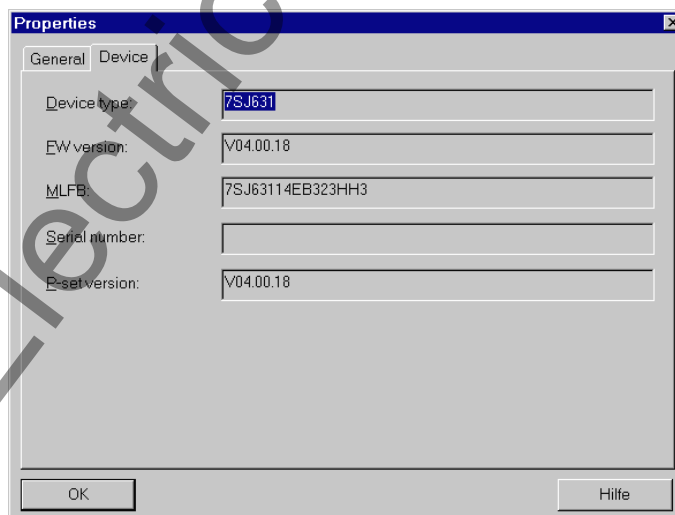 Properties
General Device
Device type: 7SJ631
FW version: V04.00.18
MLFB: 7SJ63114EB323HH3
Serial number:
P-set version: V04.00.18
OK Hilfe
Electric